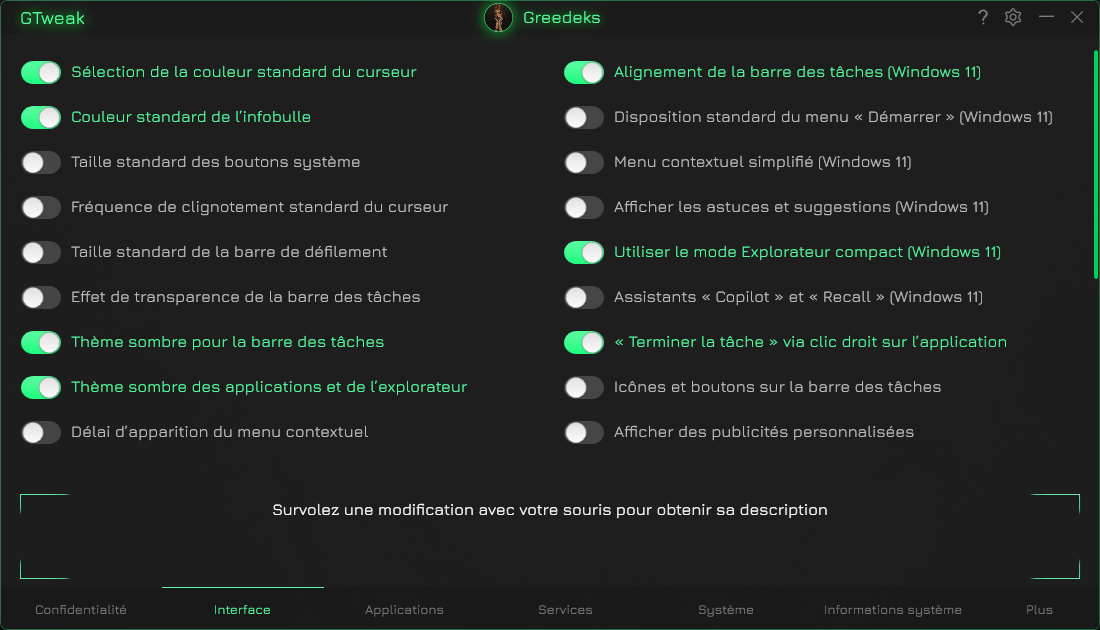 GTweak
Greedeks
?
Sélection de la couleur standard du curseur
Couleur standard de l'infobulle
Taille standard des boutons système
Fréquence de clignotement standard du curseur
Taille standard de la barre de défilement
Effet de transparence de la barre des tâches
Thème sombre pour la barre des tâches
Thème sombre des applications et de l'explorateur
Délai d'apparition du menu contextuel
Alignement de la barre des tâches (Windows 11)
Disposition standard du menu « Démarrer » (Windows 11)
Menu contextuel simplifié (Windows 11)
Afficher les astuces et suggestions (Windows 11)
Utiliser le mode Explorateur compact (Windows 11)
Assistants « Copilot » et « Recall » (Windows 11)
« Terminer la tâche » via clic droit sur l'application
Icônes et boutons sur la barre des tâches
Afficher des publicités personnalisées
Survolez une modification avec votre souris pour obtenir sa description
Confidentialité
Interface
Applications
Services
Système
Informations système
Plus